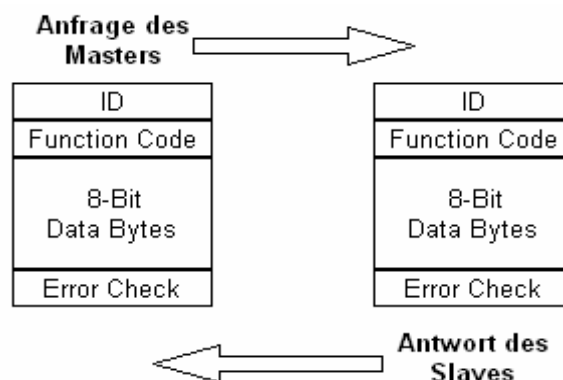 Anfrage des
Masters
ID
Function Code
8-Bit
Data Bytes
Error Check
ID
Function Code
8-Bit
Data Bytes
Error Check
Antwort des
Slaves